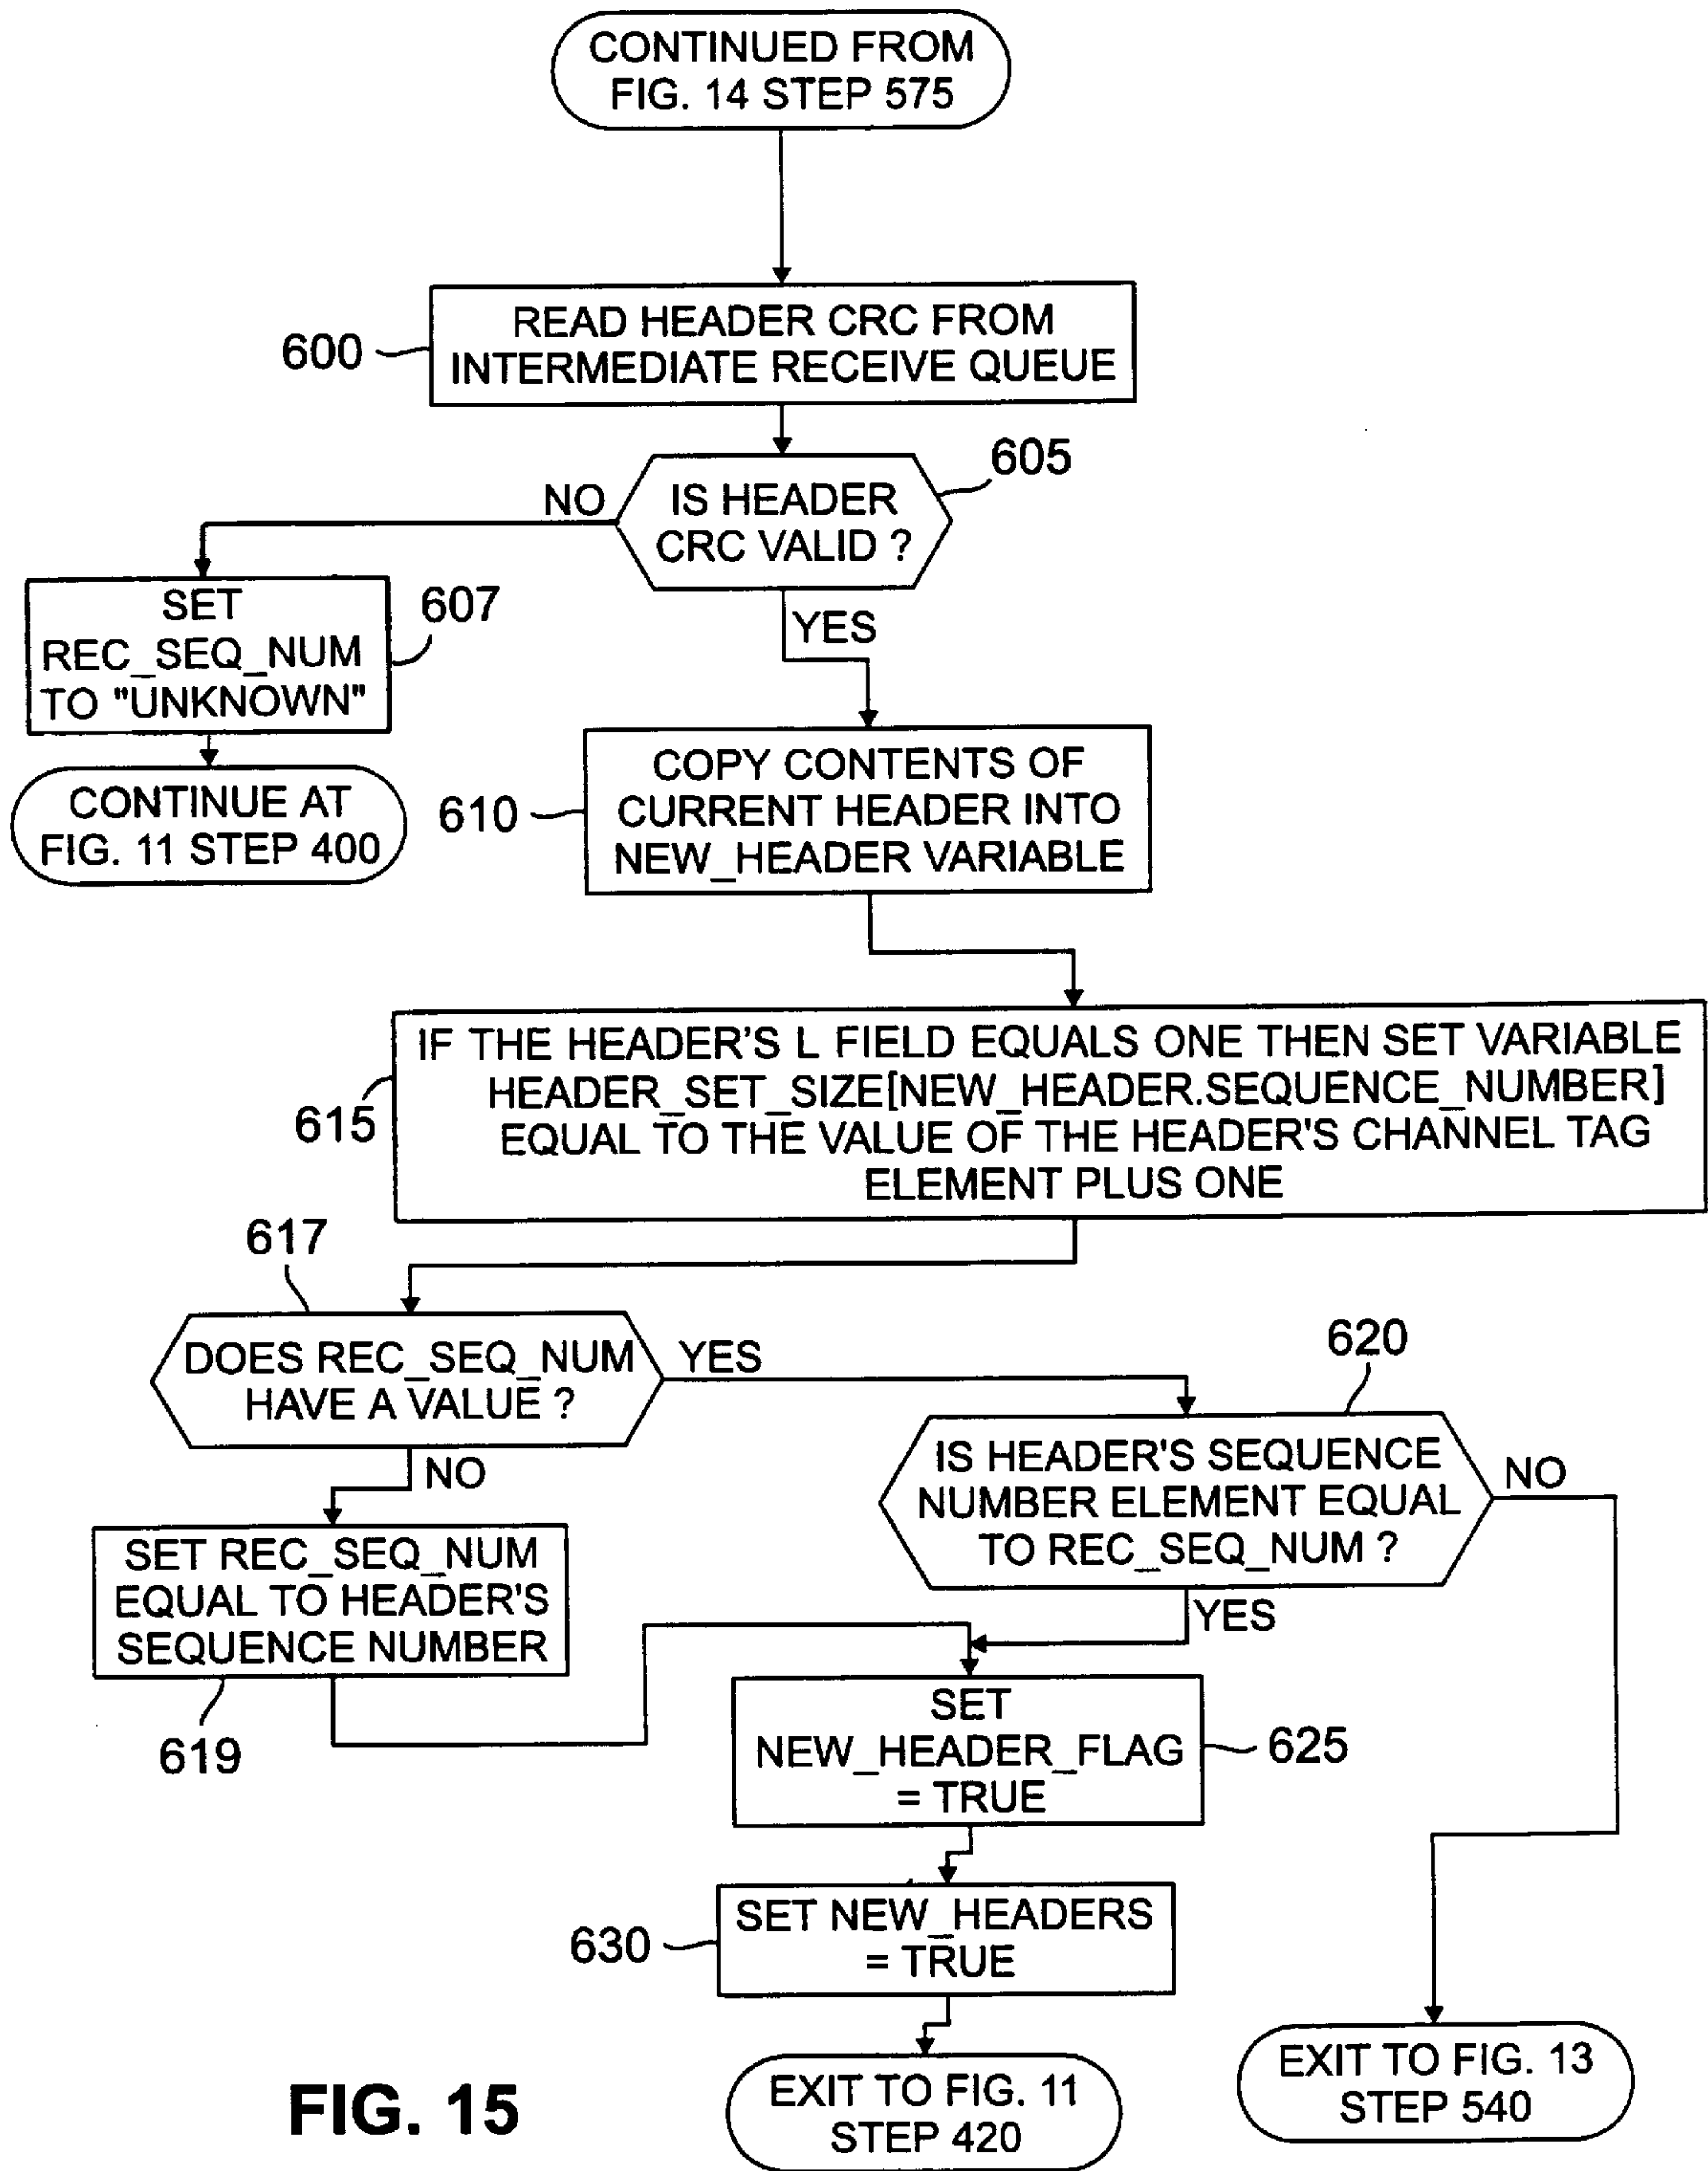 CONTINUED FROM
FIG. 14 STEP 575
600
READ HEADER CRC FROM
INTERMEDIATE RECEIVE QUEUE
605
NO
IS HEADER
CRC VALID ?
YES
SET
REC_SEQ_NUM
TO "UNKNOWN"
607
CONTINUE AT
FIG. 11 STEP 400
610
COPY CONTENTS OF
CURRENT HEADER INTO
NEW_HEADER VARIABLE
615
IF THE HEADER'S L FIELD EQUALS ONE THEN SET VARIABLE
HEADER_SET_SIZE[NEW_HEADER.SEQUENCE_NUMBER]
EQUAL TO THE VALUE OF THE HEADER'S CHANNEL TAG
ELEMENT PLUS ONE
617
DOES REC_SEQ_NUM
HAVE A VALUE ?
YES
NO
620
IS HEADER'S SEQUENCE
NUMBER ELEMENT EQUAL
TO REC_SEQ_NUM ?
NO
YES
SET REC_SEQ_NUM
EQUAL TO HEADER'S
SEQUENCE NUMBER
619
SET
NEW_HEADER_FLAG
= TRUE
625
630
SET NEW_HEADERS
= TRUE
EXIT TO FIG. 11
STEP 420
EXIT TO FIG. 13
STEP 540
FIG. 15